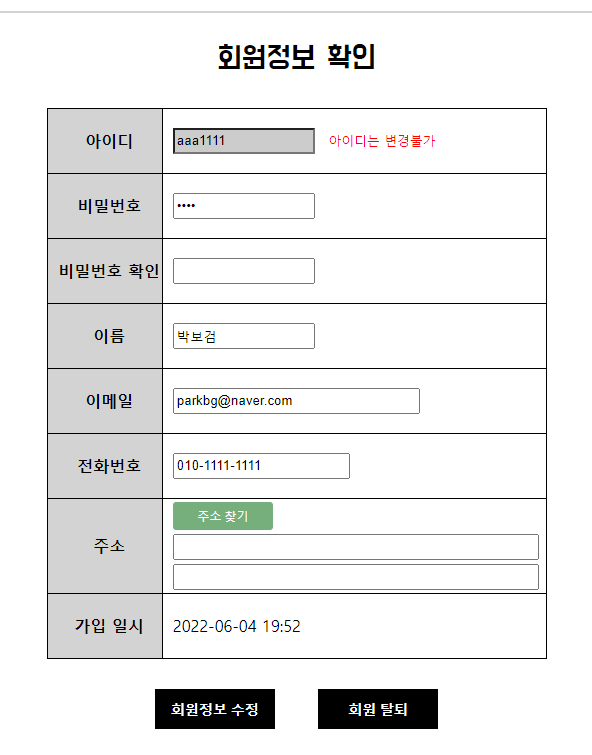 회원정보 확인
아이디 aaa1111 아이디는 변경불가
비밀번호 ••••
비밀번호 확인
이름 박보검
이메일 parkbg@naver.com
전화번호 010-1111-1111
주소 찾기
주소
가입 일시 2022-06-04 19:52
회원정보 수정 회원 탈퇴